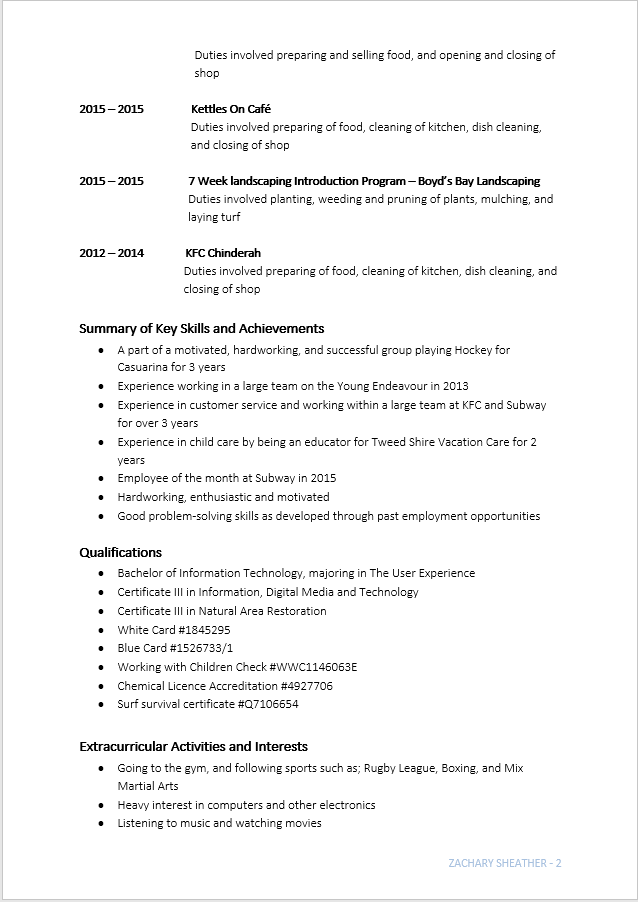 Duties involved preparing and selling food, and opening and closing of
shop
2015 – 2015 Kettles On Café
Duties involved preparing of food, cleaning of kitchen, dish cleaning,
and closing of shop
2015 – 2015 7 Week landscaping Introduction Program – Boyd's Bay Landscaping
Duties involved planting, weeding and pruning of plants, mulching, and
laying turf
2012 – 2014 KFC Chinderah
Duties involved preparing of food, cleaning of kitchen, dish cleaning, and
closing of shop
Summary of Key Skills and Achievements
• A part of a motivated, hardworking, and successful group playing Hockey for
Casuarina for 3 years
• Experience working in a large team on the Young Endeavour in 2013
• Experience in customer service and working within a large team at KFC and Subway
for over 3 years
• Experience in child care by being an educator for Tweed Shire Vacation Care for 2
years
• Employee of the month at Subway in 2015
• Hardworking, enthusiastic and motivated
• Good problem-solving skills as developed through past employment opportunities
Qualifications
• Bachelor of Information Technology, majoring in The User Experience
• Certificate III in Information, Digital Media and Technology
• Certificate III in Natural Area Restoration
• White Card #1845295
• Blue Card #1526733/1
• Working with Children Check #WWC1146063E
• Chemical Licence Accreditation #4927706
• Surf survival certificate #Q7106654
Extracurricular Activities and Interests
• Going to the gym, and following sports such as; Rugby League, Boxing, and Mix
Martial Arts
• Heavy interest in computers and other electronics
• Listening to music and watching movies
ZACHARY SHEATHER - 2